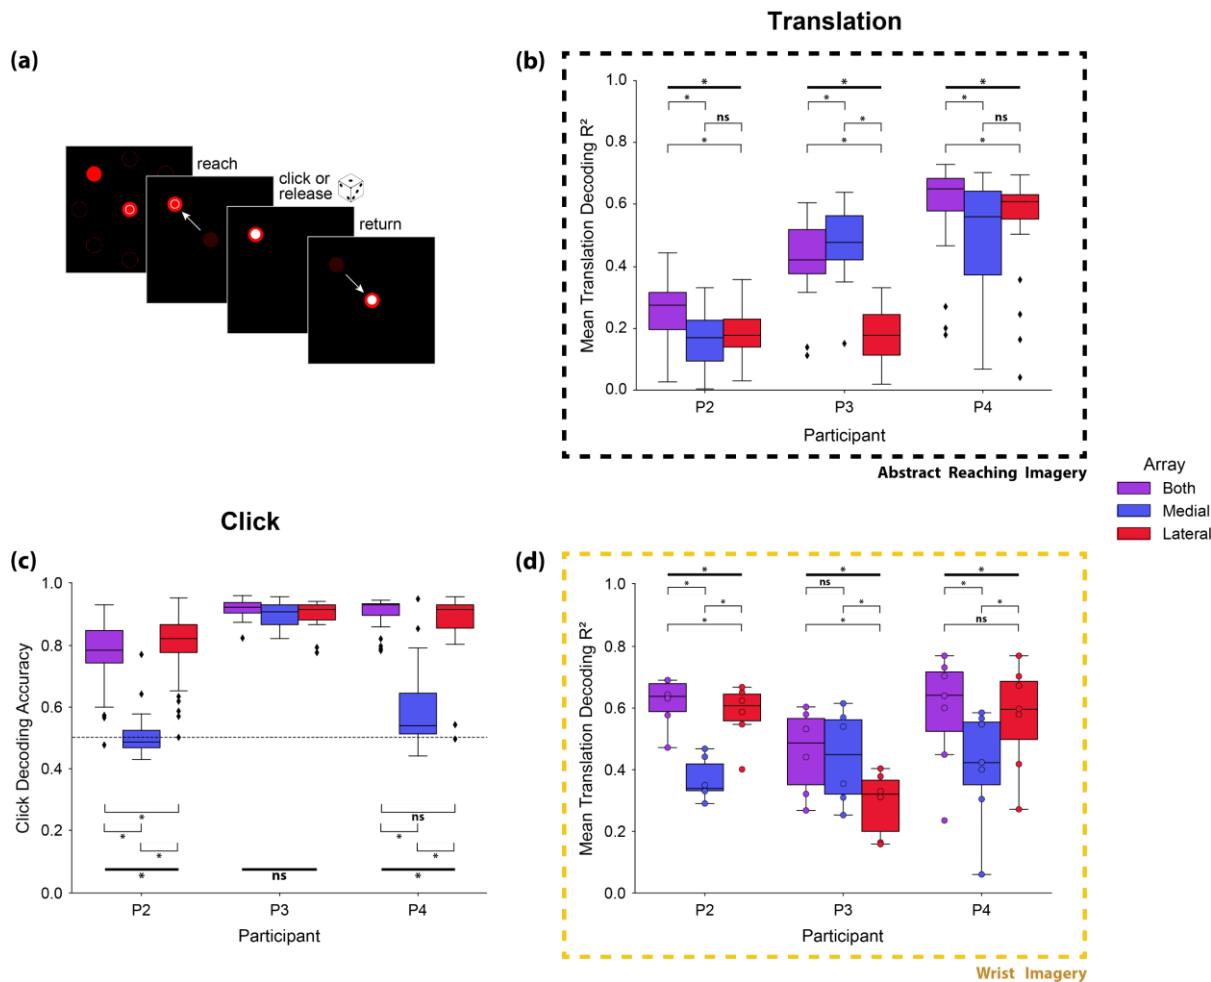 Translation
(a)
reach
click or
release
return
(b)
Mean Translation Decoding R²
1.0
0.8
0.6
0.4
0.2
0.0
*
*
ns
*
*
*
*
*
*
*
ns
*
P2
P3
P4
Participant
Abstract Reaching Imagery
Array
Both
Medial
Lateral
Click
(c)
Click Decoding Accuracy
1.0
0.8
0.6
0.4
0.2
0.0
*
*
*
*
ns
ns
*
*
*
P2
P3
P4
Participant
(d)
Mean Translation Decoding R²
1.0
0.8
0.6
0.4
0.2
0.0
*
*
*
*
*
ns
*
*
*
*
*
ns
P2
P3
P4
Participant
Wrist Imagery